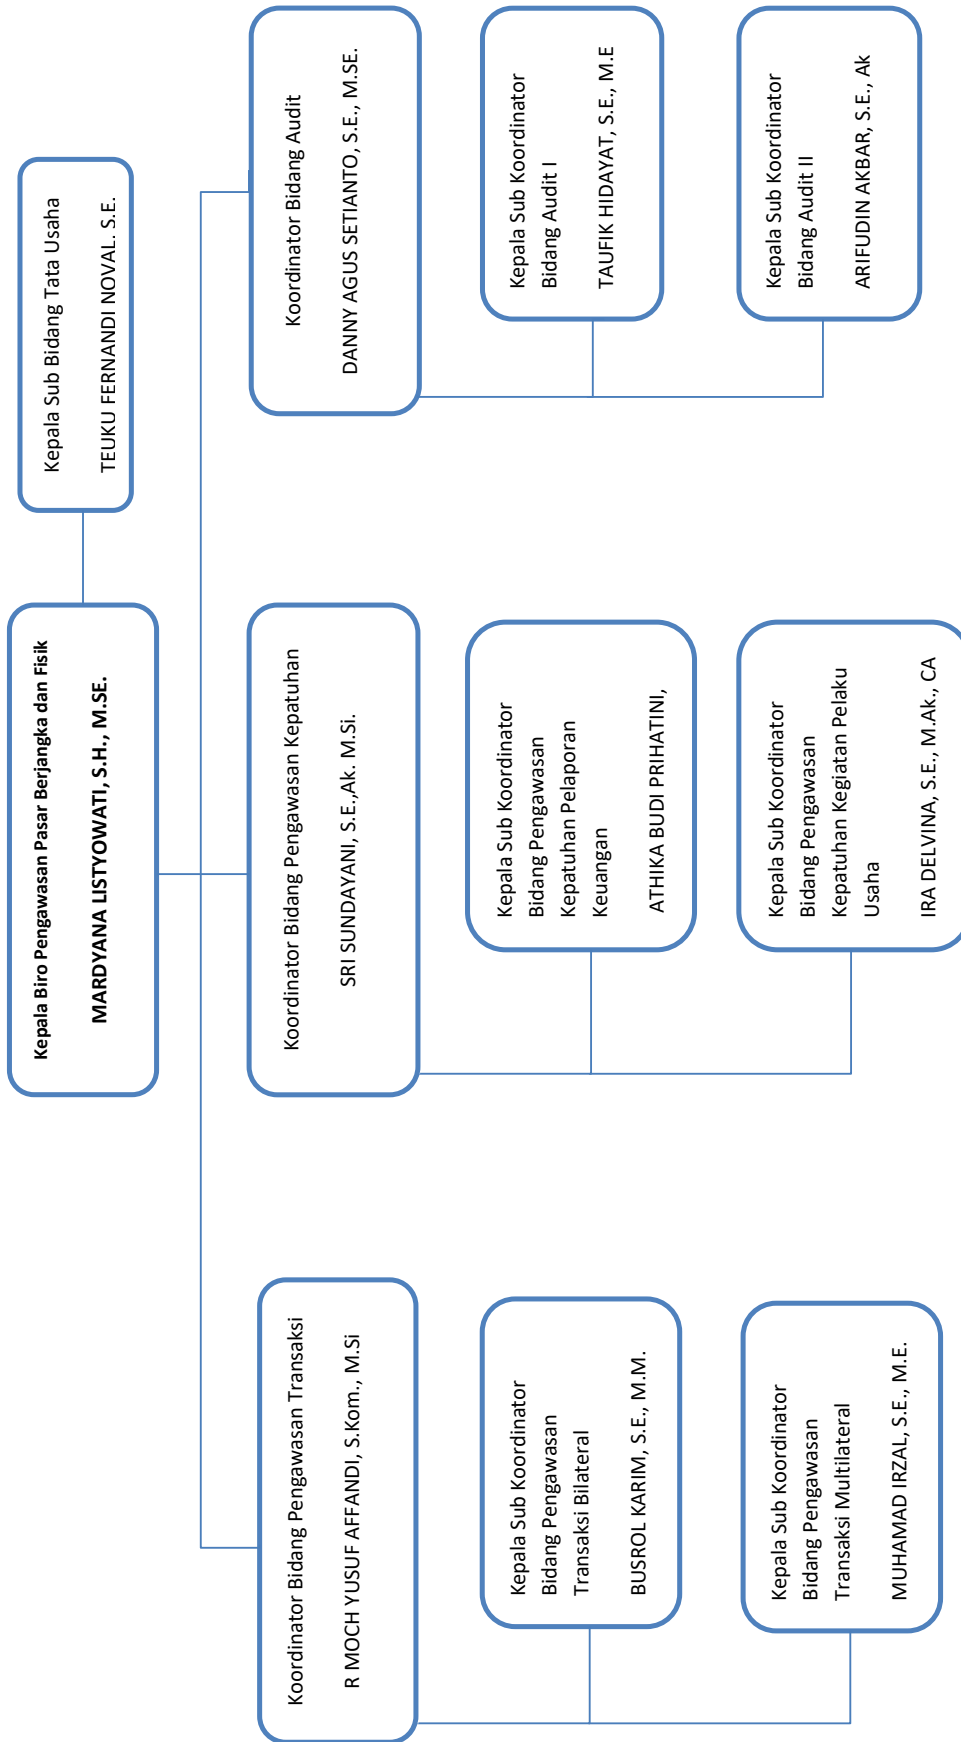 Kepala Biro Pengawasan Pasar Berjangka dan Fisik
MARDYANA LISTYOWATI, S.H., M.SE.
Kepala Sub Bidang Tata Usaha
TEUKU FERNANDI NOVAL. S.E.
Koordinator Bidang Pengawasan Transaksi
R MOCH YUSUF AFFANDI, S.Kom., M.Si
Koordinator Bidang Pengawasan Kepatuhan
SRI SUNDAYANI, S.E.,Ak. M.Si.
Koordinator Bidang Audit
DANNY AGUS SETIANTO, S.E., M.SE.
Kepala Sub Koordinator
Bidang Pengawasan
Transaksi Bilateral
BUSROL KARIM, S.E., M.M.
Kepala Sub Koordinator
Bidang Pengawasan
Kepatuhan Pelaporan
Keuangan
ATHIKA BUDI PRIHATINI,
Kepala Sub Koordinator
Bidang Audit I
TAUFIK HIDAYAT, S.E., M.E
Kepala Sub Koordinator
Bidang Pengawasan
Transaksi Multilateral
MUHAMAD IRZAL, S.E., M.E.
Kepala Sub Koordinator
Bidang Pengawasan
Kepatuhan Kegiatan Pelaku
Usaha
IRA DELVINA, S.E., M.Ak., CA
Kepala Sub Koordinator
Bidang Audit II
ARIFUDIN AKBAR, S.E., Ak